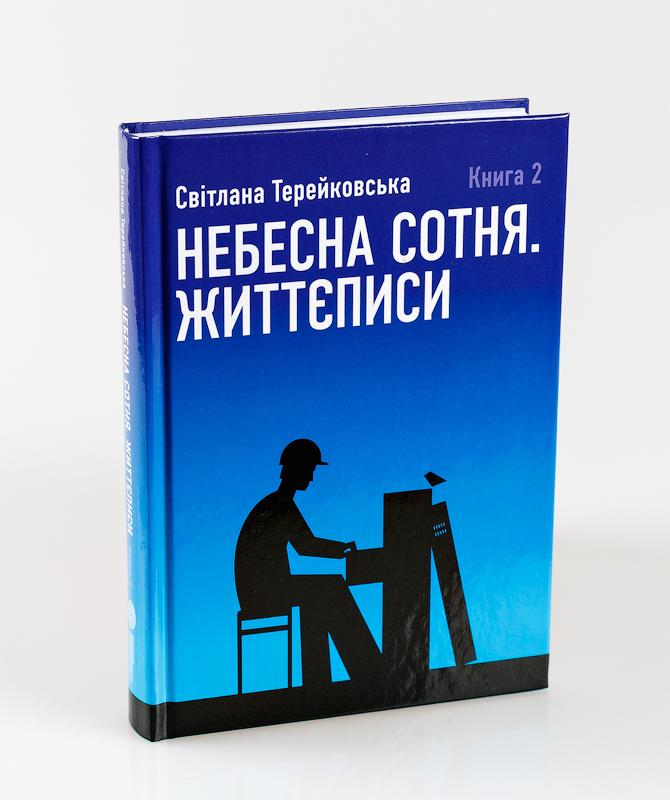 Світлана Терейковська
Книга 2
НЕБЕСНА СОТНЯ.
ЖИТТЄПИСИ
Світлана Терейковська НЕБЕСНА СОТНЯ. ЖИТТЄПИСИ